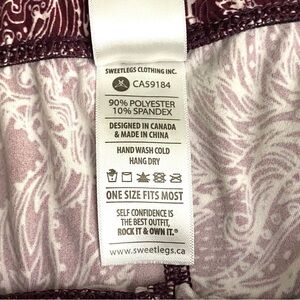 SWEETLEGS CLOTHING INC.
CA59184
90% POLYESTER
10% SPANDEX
DESIGNED IN CANADA
& MADE IN CHINA
HAND WASH COLD
HANG DRY
ONE SIZE FITS MOST
SELF CONFIDENCE IS
THE BEST OUTFIT,
ROCK IT & OWN IT.®
www.sweetlegs.ca